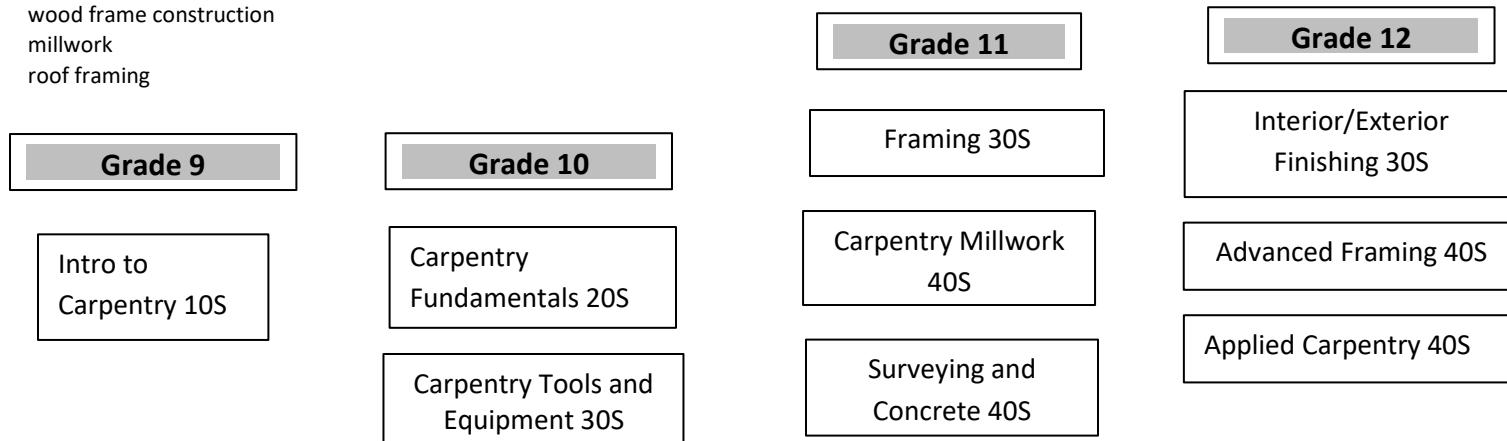 wood frame construction
millwork
roof framing
Grade 9
Intro to
Carpentry 10S
Grade 10
Carpentry
Fundamentals 20S
Carpentry Tools and
Equipment 30S
Grade 11
Framing 30S
Carpentry Millwork
40S
Surveying and
Concrete 40S
Grade 12
Interior/Exterior
Finishing 30S
Advanced Framing 40S
Applied Carpentry 40S